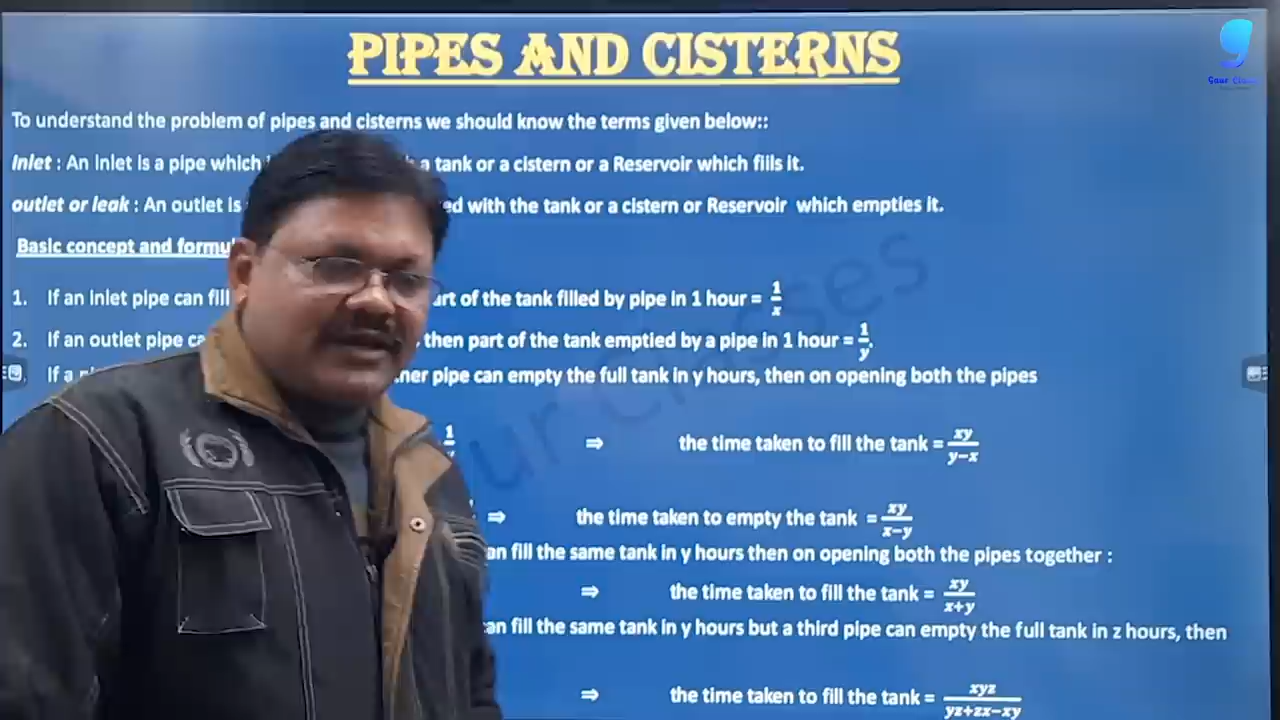 PIPES AND CISTERNS
gaur Classes
To understand the problem of pipes and cisterns we should know the terms given below::
Inlet : An inlet is a pipe which a tank or a cistern or a Reservoir which fills it.
outlet or leak : An outlet is with the tank or a cistern or Reservoir which empties it.
Basic concept and
1. If an inlet pipe can fill of the tank filled by pipe in 1 hour = 1/x
2. If an outlet pipe then part of the tank emptied by a pipe in 1 hour = 1/y.
If a pipe can empty the full tank in y hours, then on opening both the pipes
⇒ the time taken to fill the tank = xy/y-x
⇒ the time taken to empty the tank = xy/x-y
fill the same tank in y hours then on opening both the pipes together :
⇒ the time taken to fill the tank = xy/x+y
fill the same tank in y hours but a third pipe can empty the full tank in z hours, then
⇒ the time taken to fill the tank = xyz/yz+zx-xy